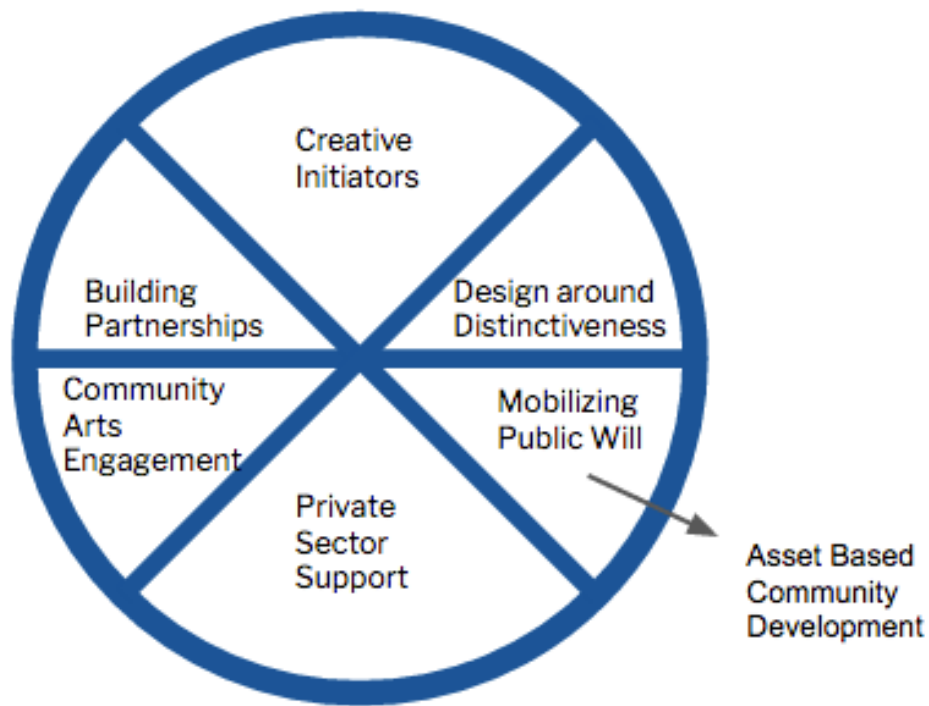 Creative
Initiators
Building
Partnerships
Design around
Distinctiveness
Community
Arts
Engagement
Mobilizing
Public Will
Private
Sector
Support
Asset Based
Community
Development